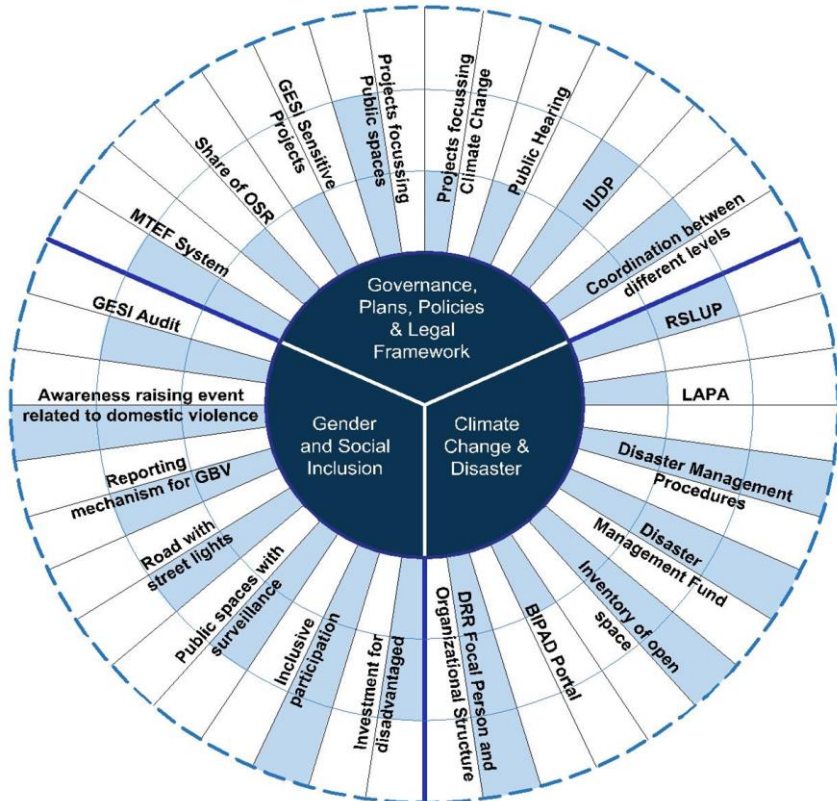 Governance,
Plans, Policies
& Legal
Framework
MTEF System
Share of OSR
GESI Sensitive
Projects
Projects focussing
Public spaces
Projects focussing
Climate Change
Public Hearing
IUDP
Coordination between
different levels
Climate
Change &
Disaster
RSLUP
LAPA
Disaster Management
Procedures
Disaster
Management Fund
Inventory of open
space
BIPAD Portal
DRR Focal Person and
Organizational Structure
Gender
and Social
Inclusion
Investment for
disadvantaged
Inclusive
participation
Public spaces with
surveillance
Road with
street lights
Reporting
mechanism for GBV
Awareness raising event
related to domestic violence
GESI Audit